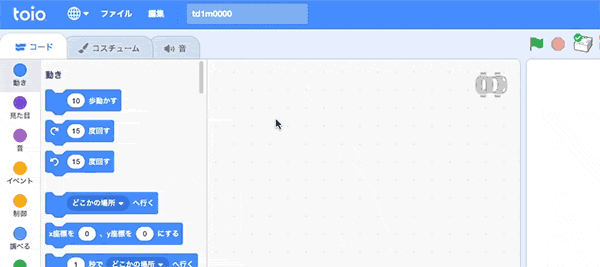 toio ファイル 編集 td1m0000
コード コスチューム 音
動き
見た目
音
イベント
制御
調べる
動き
10 歩動かす
15 度回す
15 度回す
どこかの場所 へ行く
x座標を 0 、y座標を 0 にする
1 秒で どこかの場所 へ行く